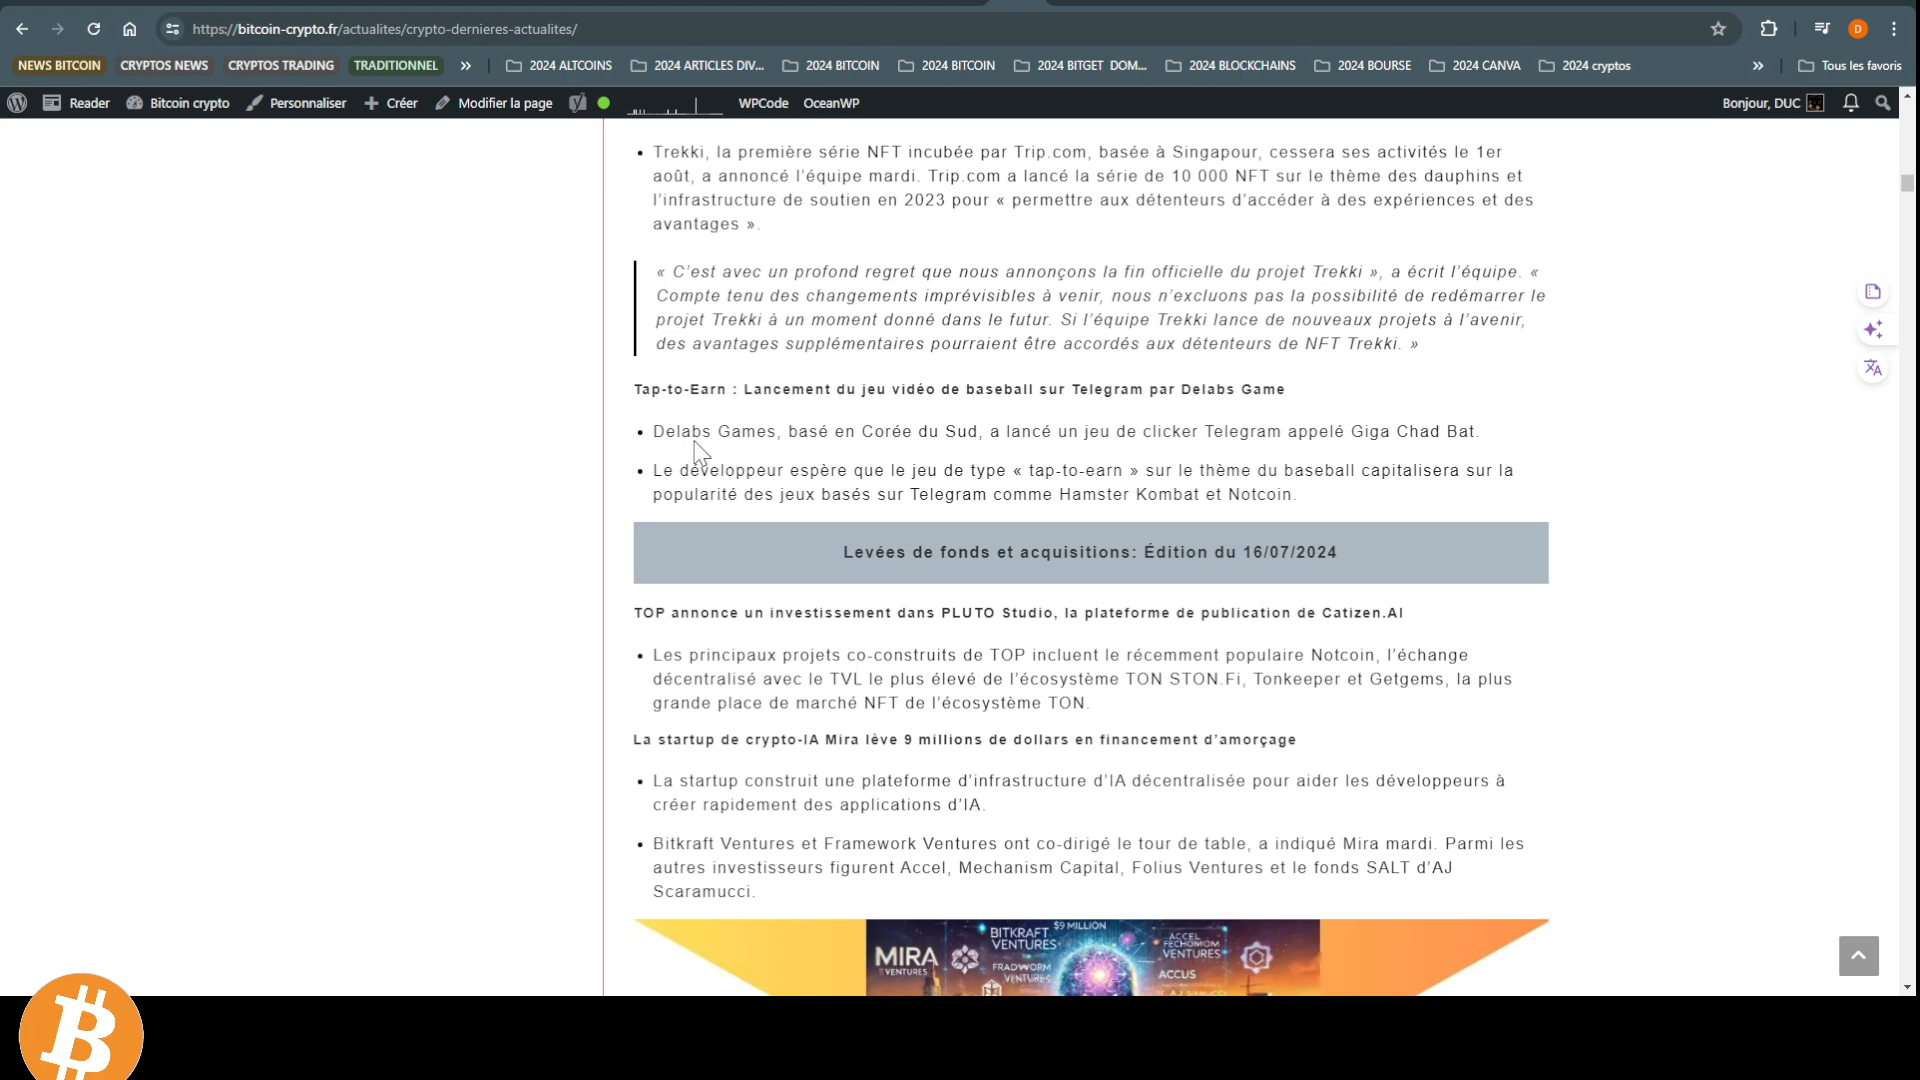 https://bitcoin-crypto.fr/actualites/crypto-dernieres-actualites/
D
NEWS BITCOIN CRYPTOS NEWS CRYPTOS TRADING TRADITIONNEL » 2024 ALTCOINS 2024 ARTICLES DIV... 2024 BITCOIN 2024 BITCOIN 2024 BITGET DOM... 2024 BLOCKCHAINS 2024 BOURSE 2024 CANVA 2024 cryptos » Tous les favoris
Reader Bitcoin crypto Personnaliser Créer Modifier la page WPCode OceanWP Bonjour, DUC
• Trekki, la première série NFT incubée par Trip.com, basée à Singapour, cessera ses activités le 1er
août, a annoncé l'équipe mardi. Trip.com a lancé la série de 10 000 NFT sur le thème des dauphins et
l'infrastructure de soutien en 2023 pour « permettre aux détenteurs d'accéder à des expériences et des
avantages ».
« C'est avec un profond regret que nous annonçons la fin officielle du projet Trekki », a écrit l'équipe. «
Compte tenu des changements imprévisibles à venir, nous n'excluons pas la possibilité de redémarrer le
projet Trekki à un moment donné dans le futur. Si l'équipe Trekki lance de nouveaux projets à l'avenir,
des avantages supplémentaires pourraient être accordés aux détenteurs de NFT Trekki. »
Tap-to-Earn : Lancement du jeu vidéo de baseball sur Telegram par Delabs Game
• Delabs Games, basé en Corée du Sud, a lancé un jeu de clicker Telegram appelé Giga Chad Bat.
• Le développeur espère que le jeu de type « tap-to-earn » sur le thème du baseball capitalisera sur la
popularité des jeux basés sur Telegram comme Hamster Kombat et Notcoin.
Levées de fonds et acquisitions: Édition du 16/07/2024
TOP annonce un investissement dans PLUTO Studio, la plateforme de publication de Catizen.AI
• Les principaux projets co-construits de TOP incluent le récemment populaire Notcoin, l'échange
décentralisé avec le TVL le plus élevé de l'écosystème TON STON.Fi, Tonkeeper et Getgems, la plus
grande place de marché NFT de l'écosystème TON.
La startup de crypto-IA Mira lève 9 millions de dollars en financement d'amorçage
• La startup construit une plateforme d'infrastructure d'IA décentralisée pour aider les développeurs à
créer rapidement des applications d'IA.
• Bitkraft Ventures et Framework Ventures ont co-dirigé le tour de table, a indiqué Mira mardi. Parmi les
autres investisseurs figurent Accel, Mechanism Capital, Folius Ventures et le fonds SALT d'AJ
Scaramucci.
MIRA
VENTURES
BITKRAFT
VENTURES
$9 MILLION
FRADWORM
VENTURES
ACCEL
FECHOMOM
VENTURES
ACCUS